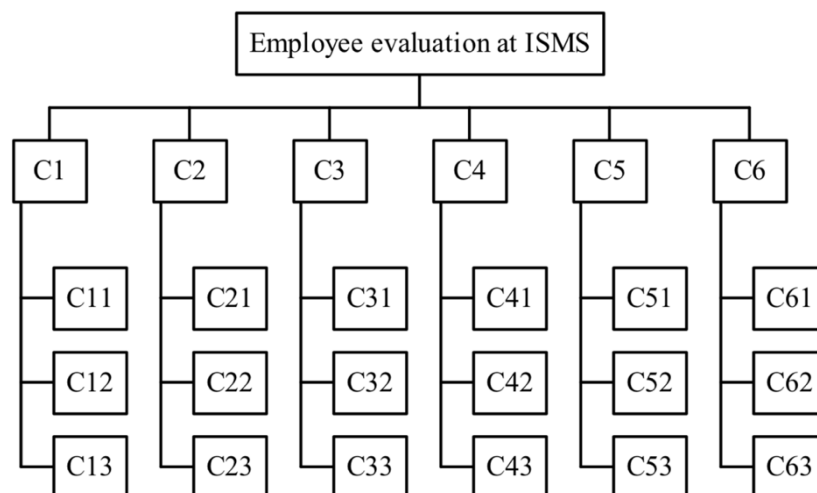 Employee evaluation at ISMS
C1 C2 C3 C4 C5 C6
C11 C21 C31 C41 C51 C61
C12 C22 C32 C42 C52 C62
C13 C23 C33 C43 C53 C63